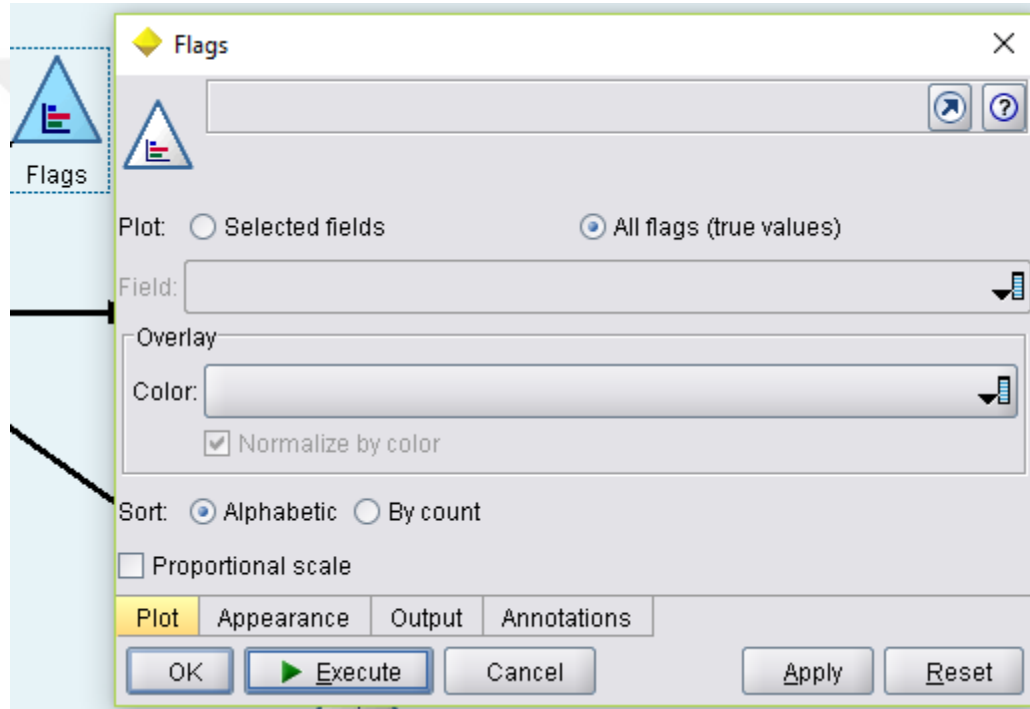 Flags
Flags
Plot: Selected fields All flags (true values)
Field:
Overlay
Color:
Normalize by color
Sort: Alphabetic By count
Proportional scale
Plot Appearance Output Annotations
OK Execute Cancel Apply Reset